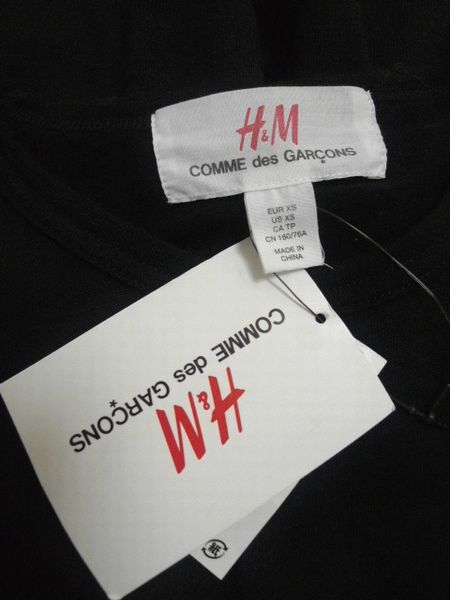 H&M
COMME des GARÇONS
EUR XS
US XS
CA TP
CN 160/76A
MADE IN
CHINA
COMME des GARÇONS
H&M